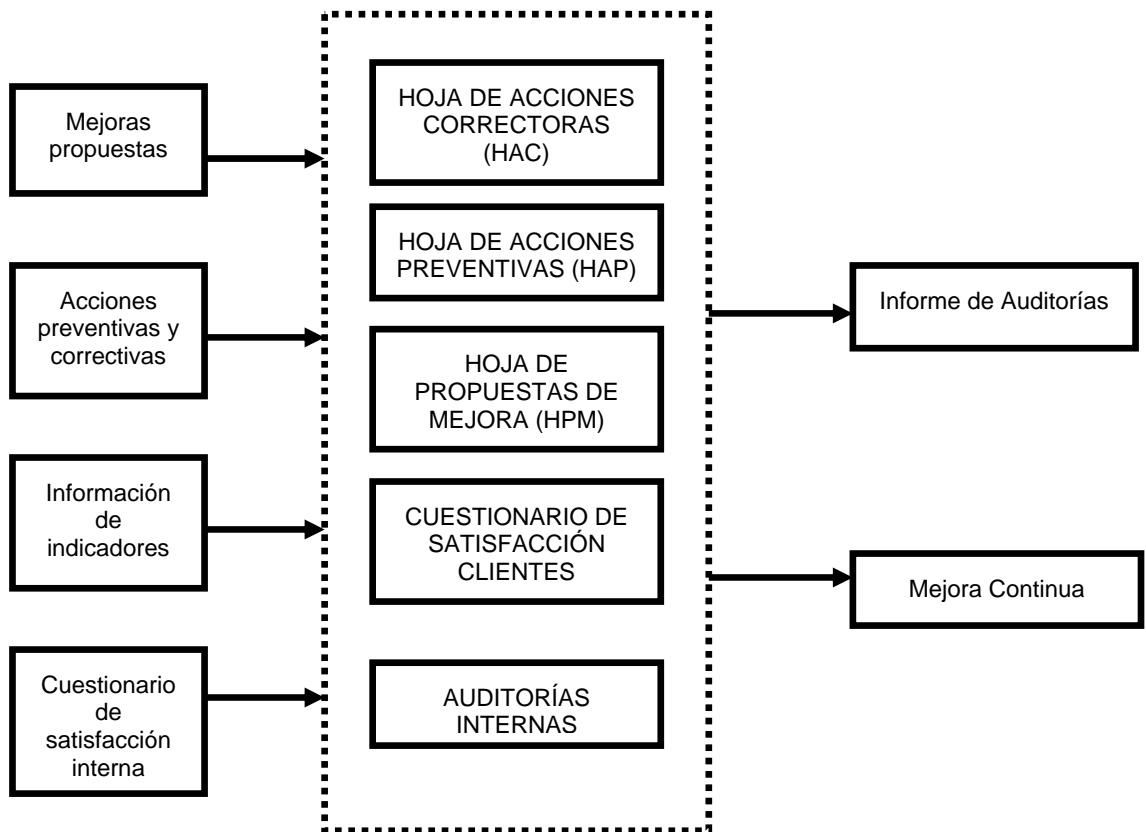 Mejoras
propuestas
Acciones
preventivas y
correctivas
Información
de
indicadores
Cuestionario
de
satisfacción
interna
HOJA DE ACCIONES
CORRECTORAS
(HAC)
HOJA DE ACCIONES
PREVENTIVAS (HAP)
HOJA DE
PROPUESTAS DE
MEJORA (HPM)
CUESTIONARIO DE
SATISFACCIÓN
CLIENTES
AUDITORÍAS
INTERNAS
Informe de Auditorías
Mejora Continua